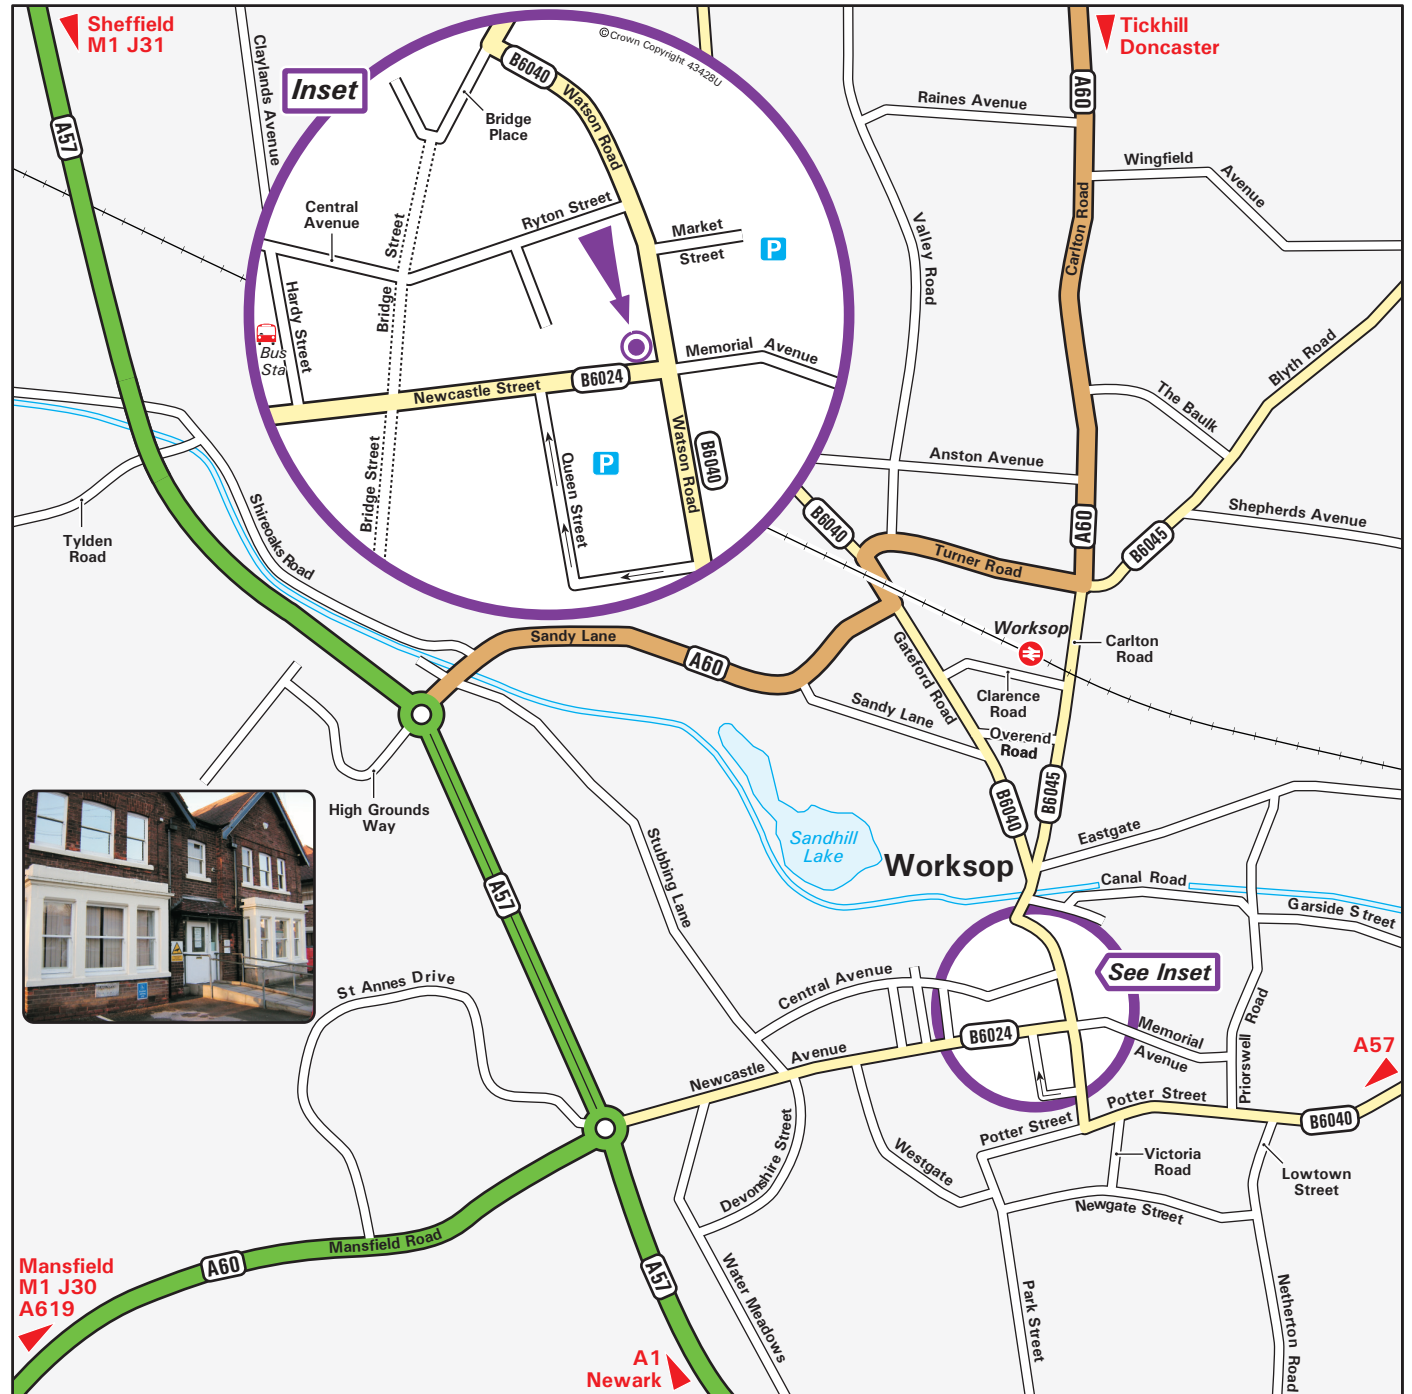 Sheffield
M1 J31
Tickhill
Doncaster
Claylands Avenue
A57
Inset
©Crown Copyright 43428U
B6040
Watson Road
Bridge
Place
Central
Avenue
Ryton Street
Market
Street
P
Bridge
Street
Hardy Street
Bus
Sta
Memorial Avenue
B6024
Newcastle Street
Bridge Street
Queen Street
P
Watson Road
B6040
A60
Raines Avenue
Wingfield
Avenue
Carlton Road
Valley Road
Blyth Road
The Baulk
Anston Avenue
Shepherds Avenue
B6040
A60
B6045
Turner Road
Tylden
Road
Shireoaks Road
Sandy Lane
A60
Worksop
Carlton
Road
Gateford Road
Clarence
Road
Sandy Lane
Overend
Road
High Grounds
Way
B6040
B6045
Eastgate
Sandhill
Lake
Worksop
Canal Road
Garside Street
Stubbing Lane
A57
St Annes Drive
Central Avenue
See Inset
B6024
Memorial
Avenue
Priorswell Road
A57
Newcastle Avenue
Potter Street
B6040
Potter Street
Victoria
Road
Lowtown
Street
Devonshire Street
Westgate
Newgate Street
Mansfield Road
A60
Mansfield
M1 J30
A619
A57
Water Meadows
Park Street
Netherton Road
A1
Newark